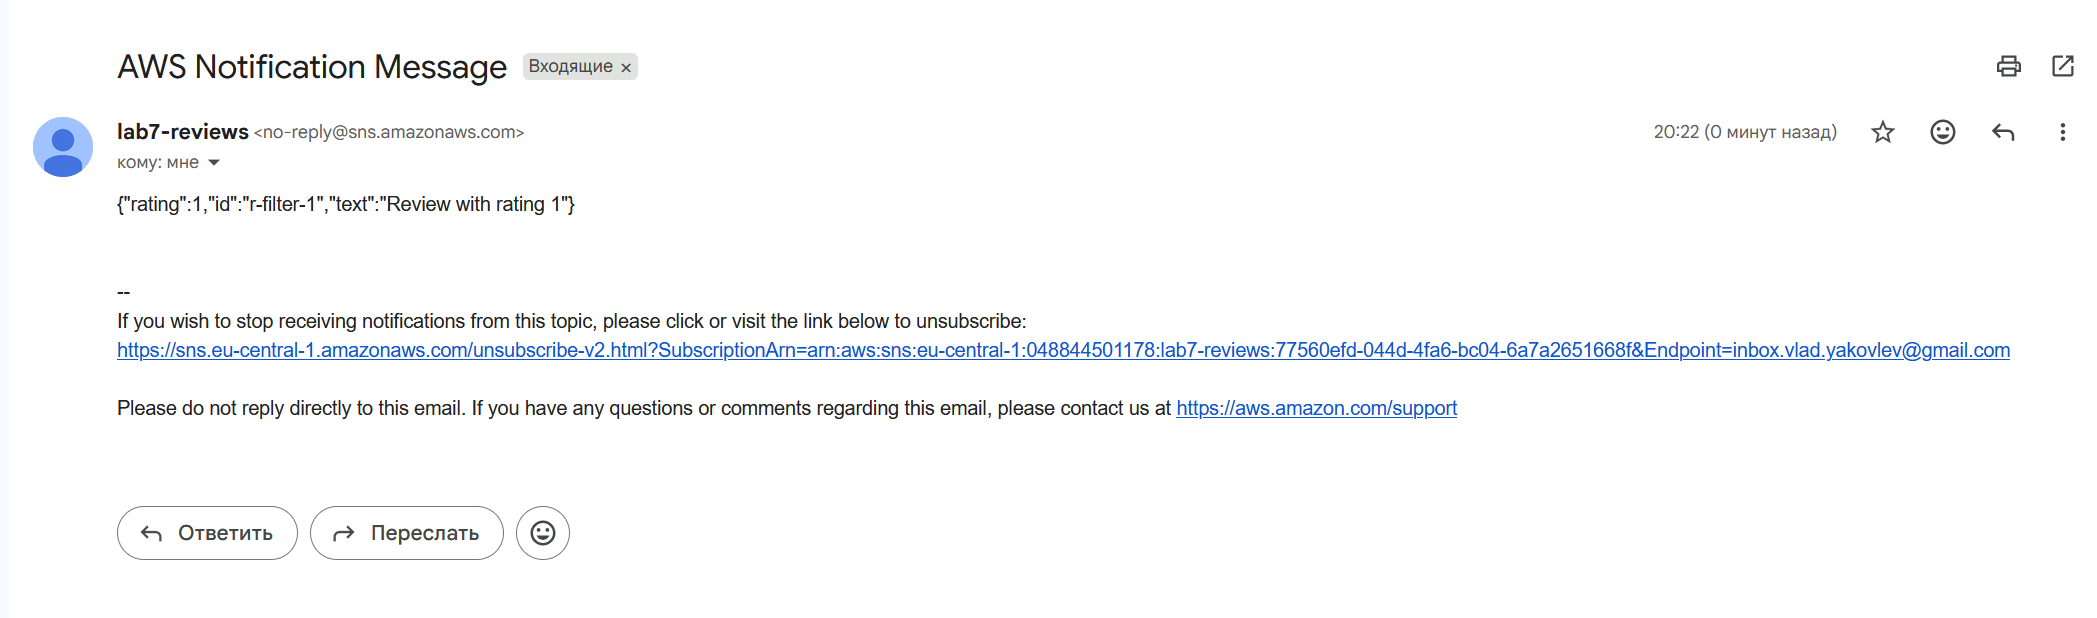 AWS Notification Message Входящие ×
lab7-reviews <no-reply@sns.amazonaws.com> 20:22 (0 минут назад)
кому: мне
{"rating":1,"id":"r-filter-1","text":"Review with rating 1"}
--
If you wish to stop receiving notifications from this topic, please click or visit the link below to unsubscribe:
https://sns.eu-central-1.amazonaws.com/unsubscribe-v2.html?SubscriptionArn=arn:aws:sns:eu-central-1:048844501178:lab7-reviews:77560efd-044d-4fa6-bc04-6a7a2651668f&Endpoint=inbox.vlad.yakovlev@gmail.com
Please do not reply directly to this email. If you have any questions or comments regarding this email, please contact us at https://aws.amazon.com/support
Ответить Переслать